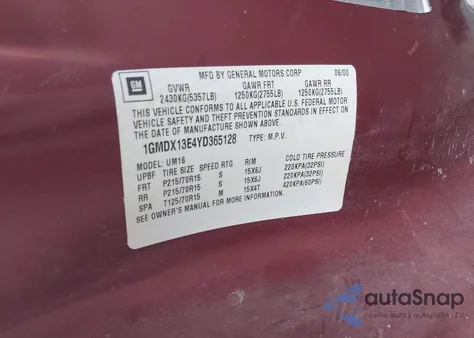 MFD BY GENERAL MOTORS CORP 06/00
GM GVWR GAWR FRT GAWR RR
2430KG(5357LB) 1250KG(2755LB) 1250KG(2755LB)
THIS VEHICLE CONFORMS TO ALL APPLICABLE U.S. FEDERAL MOTOR
VEHICLE SAFETY AND THEFT PREVENTION STANDARDS IN EFFECT ON THE
DATE OF MANUFACTURE SHOWN ABOVE.
1GMDX13E4YD365128 TYPE: M.P.V.
MODEL: UM16
UPBF TIRE SIZE SPEED RTG RIM COLD TIRE PRESSURE
FRT P215/70R15 S 15X6J 220KPA(32PSI)
RR P215/70R15 S 15X6J 220KPA(32PSI)
SPA T125/70R15 M 15X4T 420KPA(60PSI)
SEE OWNER'S MANUAL FOR MORE INFORMATION.
autoSnap